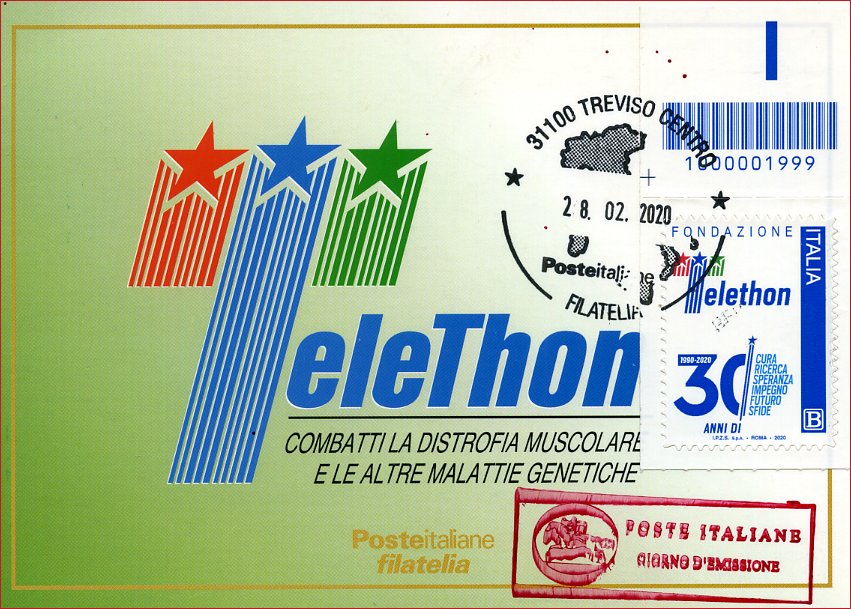 31100 TREVISO CENTRO
1000001999
28. 02. 2020
Posteitaliane
FILATELIA
FONDAZIONE
ITALIA
Telethon
1990-2020
30
CURA
RICERCA
SPERANZA
IMPEGNO
FUTURO
SFIDE
ANNI DI
B
I.P.Z.S. S.p.A. - ROMA - 2020
TeleThon
COMBATTI LA DISTROFIA MUSCOLARE
E LE ALTRE MALATTIE GENETICHE
Posteitaliane
filatelia
POSTE ITALIANE
GIORNO D'EMISSIONE